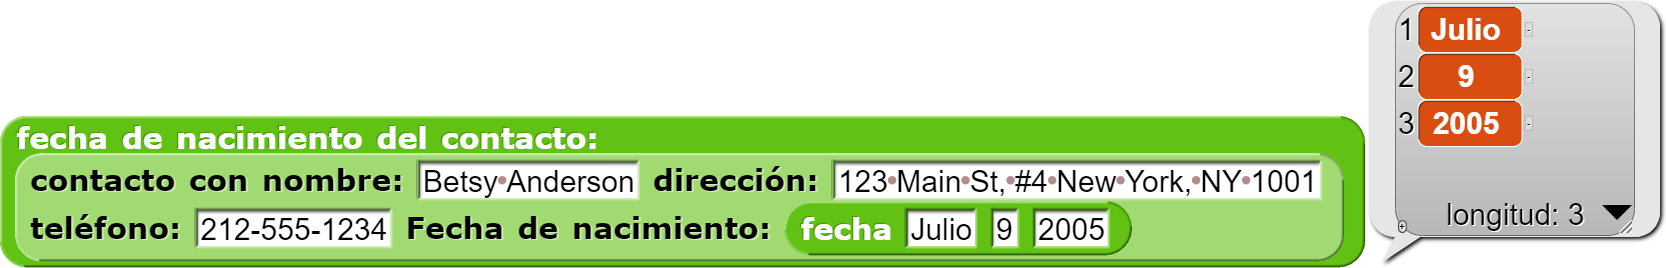 fecha de nacimiento del contacto:
contacto con nombre: Betsy Anderson dirección: 123 Main St, #4 New York, NY 1001
teléfono: 212-555-1234 Fecha de nacimiento: fecha Julio 9 2005
1 Julio
2 9
3 2005
longitud: 3